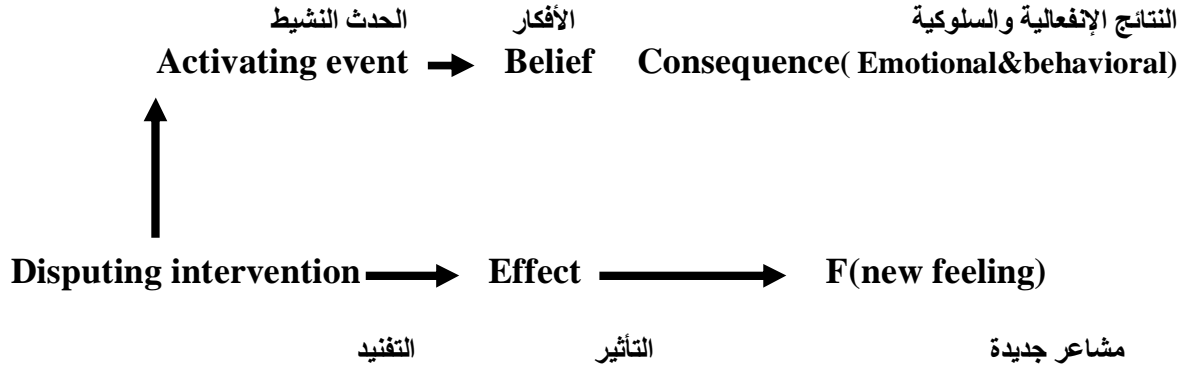 الحدث النشيط الأفكار النتائج الإنفعالية والسلوكية
Activating event Belief Consequence( Emotional&behavioral)
Disputing intervention Effect F(new feeling)
التفنيد التأثير مشاعر جديدة